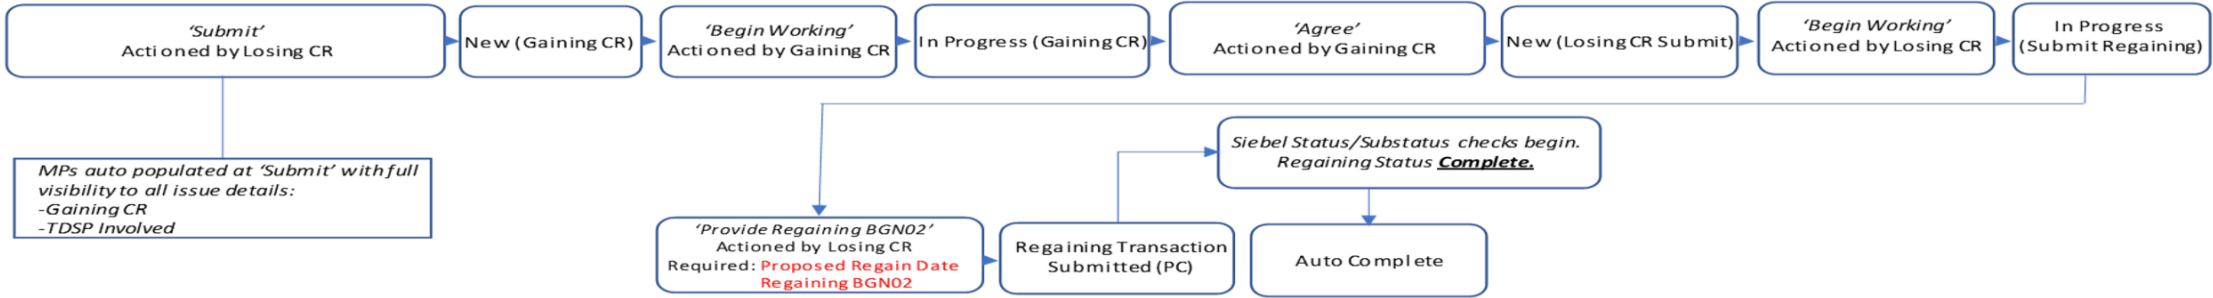 ‘Submit’
Actioned by Losing CR
New (Gaining CR)
‘Begin Working’
Actioned by Gaining CR
In Progress (Gaining CR)
‘Agree’
Actioned by Gaining CR
New (Losing CR Submit)
‘Begin Working’
Actioned by Losing CR
In Progress
(Submit Regaining)
MPs auto populated at ‘Submit’ with full
visibility to all issue details:
-Gaining CR
-TDSP Involved
‘Provide Regaining BGN02’
Actioned by Losing CR
Required: Proposed Regain Date
Regaining BGN02
Regaining Transaction
Submitted (PC)
Siebel Status/Substatus checks begin.
Regaining Status Complete.
Auto Complete